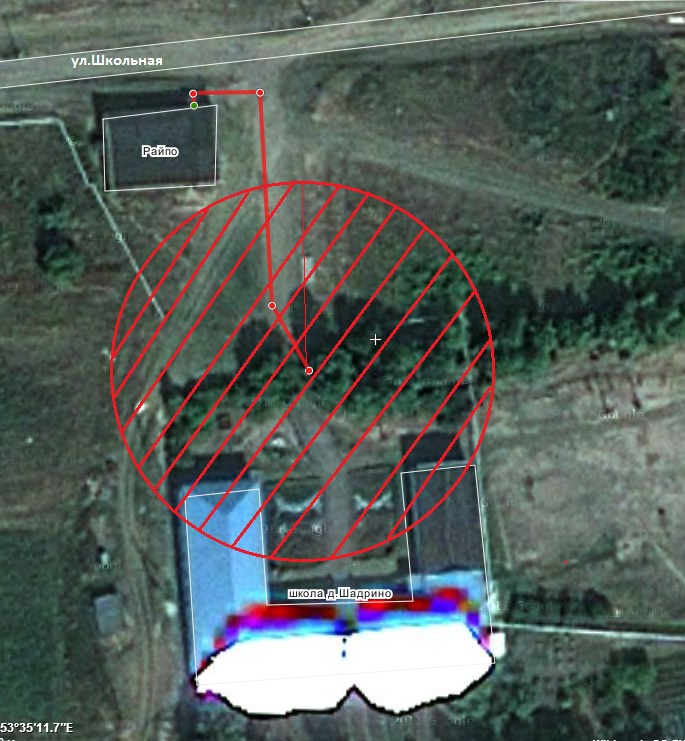 ул.Школьная
Райпо
школа д.Шадрино
53°35'11.7"E